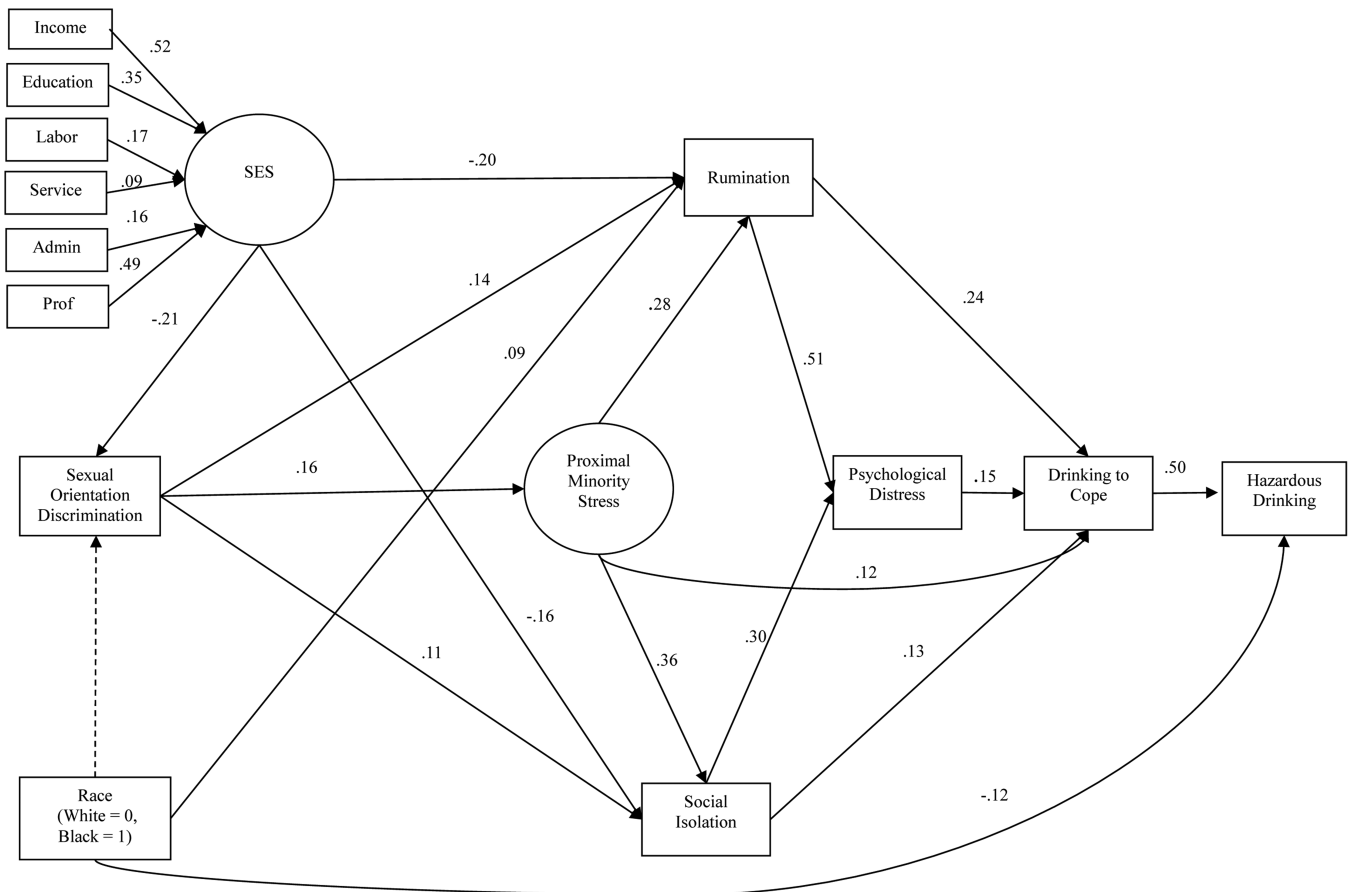 Income
.52
Education
.35
Labor
.17
Service
.09
Admin
.16
Prof
.49
SES
-.20
Rumination
-.21
.14
.09
.28
.24
.51
Sexual
Orientation
Discrimination
.16
Proximal
Minority
Stress
Psychological
Distress
.15
Drinking to
Cope
.50
Hazardous
Drinking
.12
-.16
.11
.36
.30
.13
Race
(White = 0,
Black = 1)
Social
Isolation
-.12